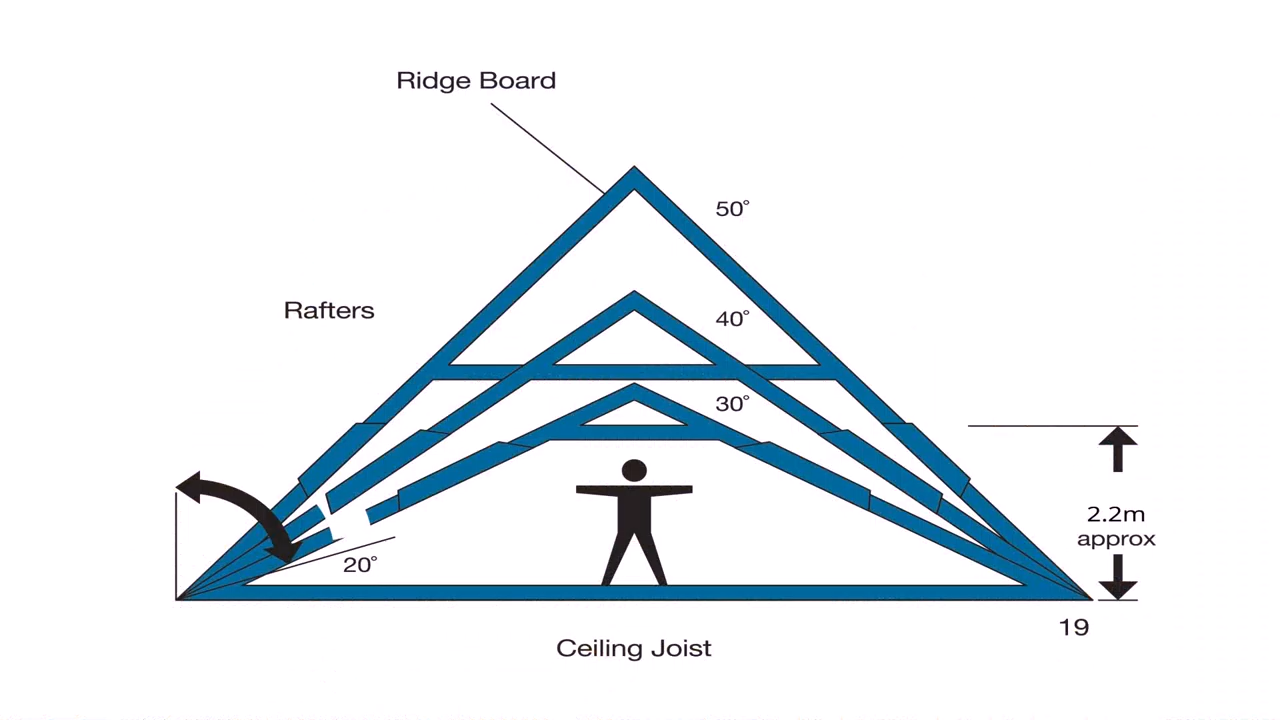 Ridge Board
50°
Rafters
40°
30°
2.2m
approx
20°
19
Ceiling Joist